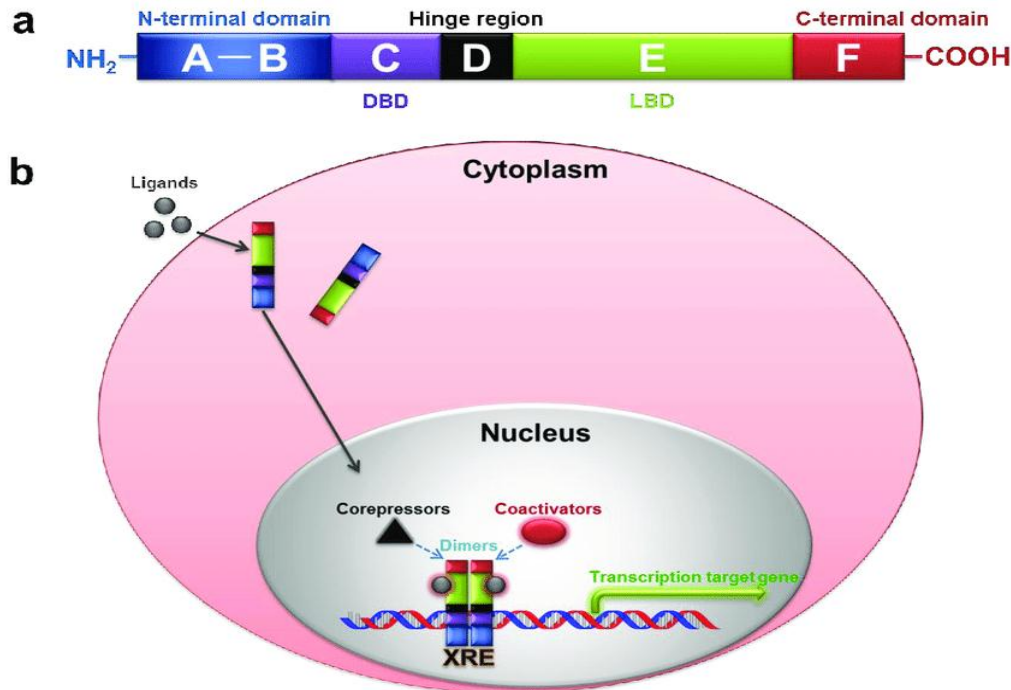 a
N-terminal domain
Hinge region
C-terminal domain
NH2
A—B
C
D
E
F
COOH
DBD
LBD
b
Cytoplasm
Ligands
Nucleus
Corepressors
Coactivators
Dimers
Transcription target gene
XRE